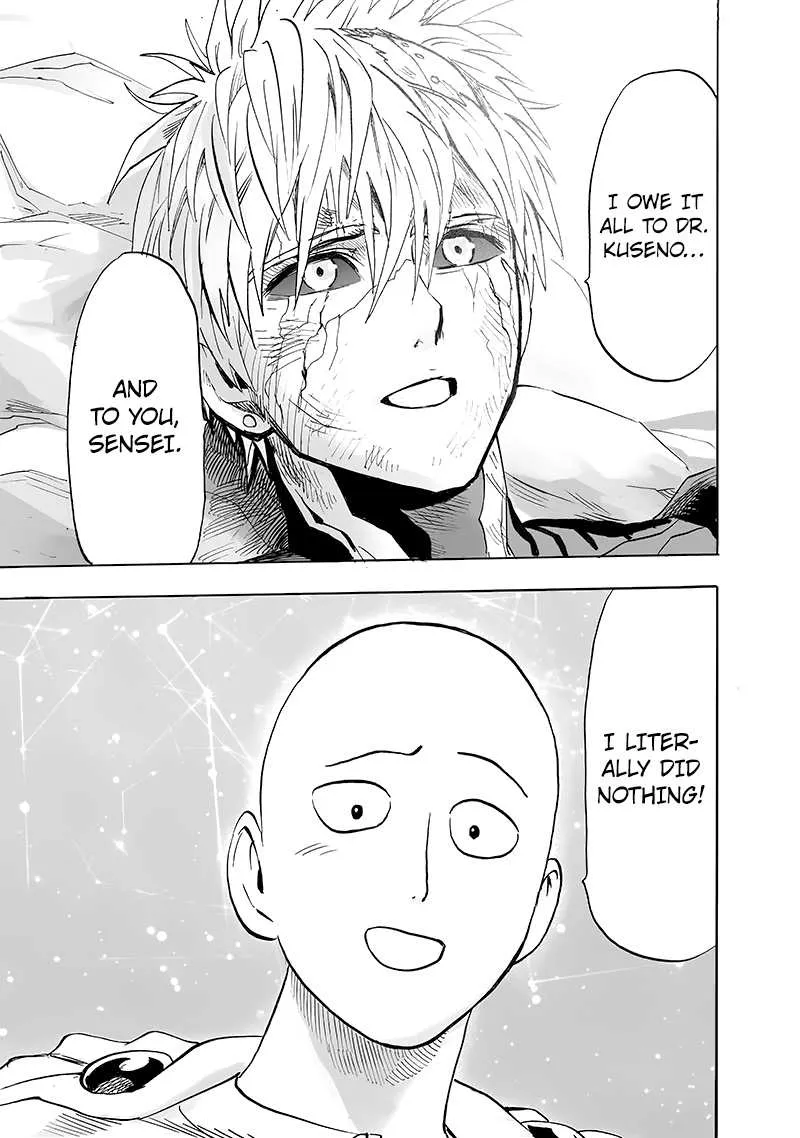 I OWE IT
ALL TO DR.
KUSENO...
AND
TO YOU,
SENSEI.
I LITER-
ALLY DID
NOTHING!